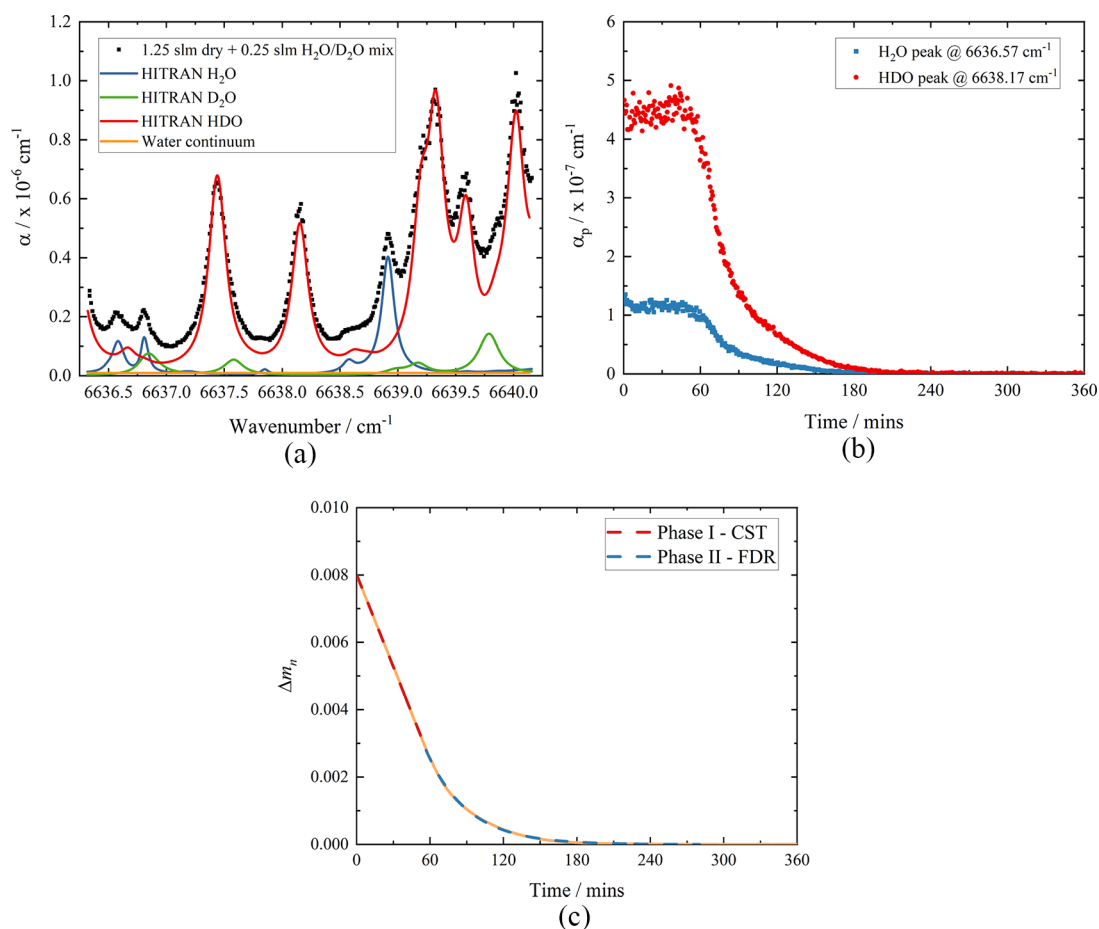 1.2
1.0
0.8
0.6
0.4
0.2
0.0
α / x 10⁻⁶ cm⁻¹
1.25 slm dry + 0.25 slm H₂O/D₂O mix
HITRAN H₂O
HITRAN D₂O
HITRAN HDO
Water continuum
6636.5 6637.0 6637.5 6638.0 6638.5 6639.0 6639.5 6640.0
Wavenumber / cm⁻¹
(a)
6
5
4
3
2
1
0
αₚ / x 10⁻⁷ cm⁻¹
H₂O peak @ 6636.57 cm⁻¹
HDO peak @ 6638.17 cm⁻¹
0 60 120 180 240 300 360
Time / mins
(b)
0.010
0.008
0.006
0.004
0.002
0.000
Δmₙ
Phase I - CST
Phase II - FDR
0 60 120 180 240 300 360
Time / mins
(c)